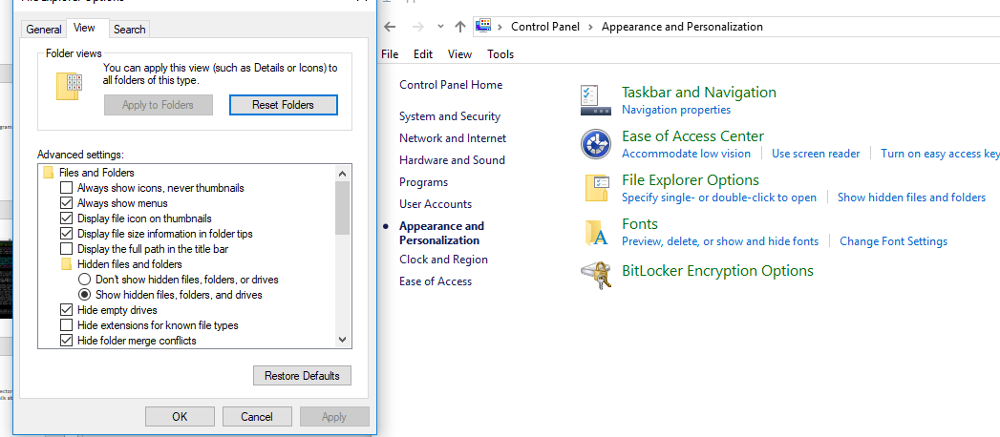 General
View
Search
Folder views
You can apply this view (such as Details or Icons) to
all folders of this type.
Apply to Folders
Reset Folders
Advanced settings:
Files and Folders
Always show icons, never thumbnails
Always show menus
Display file icon on thumbnails
Display file size information in folder tips
Display the full path in the title bar
Hidden files and folders
Don't show hidden files, folders, or drives
Show hidden files, folders, and drives
Hide empty drives
Hide extensions for known file types
Hide folder merge conflicts
Restore Defaults
OK
Cancel
Apply
Control Panel > Appearance and Personalization
File Edit View Tools
Control Panel Home
System and Security
Network and Internet
Hardware and Sound
Programs
User Accounts
Appearance and
Personalization
Clock and Region
Ease of Access
Taskbar and Navigation
Navigation properties
Ease of Access Center
Accommodate low vision
Use screen reader
Turn on easy access key
File Explorer Options
Specify single- or double-click to open
Show hidden files and folders
Fonts
Preview, delete, or show and hide fonts
Change Font Settings
BitLocker Encryption Options